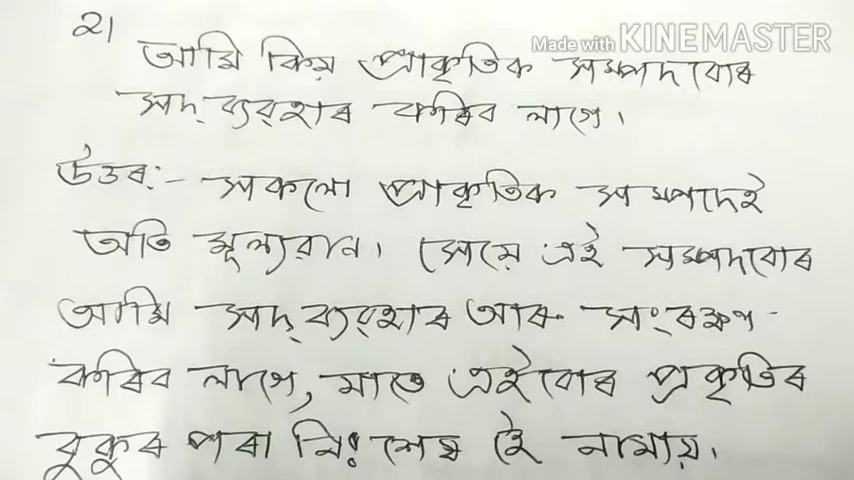 Made with KINEMASTER
২।
আমি কিয় প্ৰাকৃতিক সম্পদবোৰ
সদ্ব্যৱহাৰ কৰিব লাগে।
উত্তৰ:- সকলো প্ৰাকৃতিক সম্পদেই
অতি মূল্যৱান। সেয়ে এই সম্পদবোৰ
আমি সদ্ব্যৱহাৰ আৰু সংৰক্ষণ
কৰিব লাগে, যাতে এইবোৰ প্ৰকৃতিৰ
বুকুৰ পৰা নিঃশেষ হৈ নাযায়।